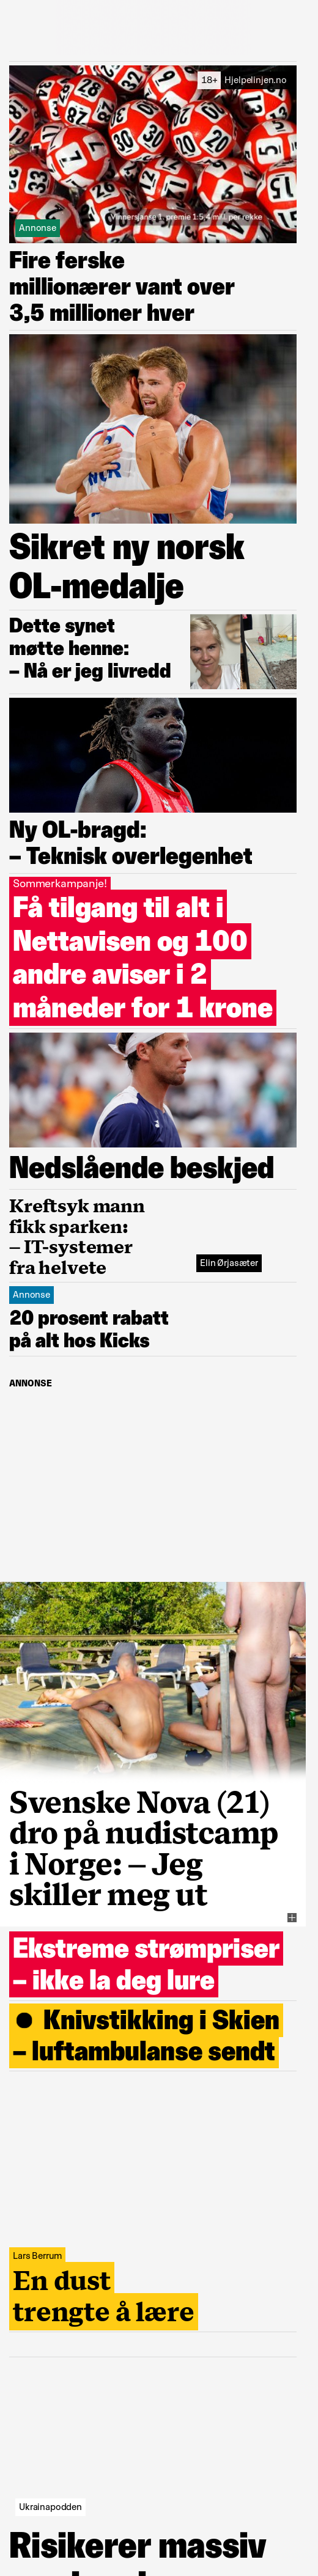 18+ Hjelpelinjen.no
Vinnersjanse 1. premie 1:5,4 mill. per rekke
Annonse
Fire ferske
millionærer vant over
3,5 millioner hver
NOR
Sikret ny norsk
OL-medalje
Dette synet
møtte henne:
– Nå er jeg livredd
Ny OL-bragd:
– Teknisk overlegenhet
Sommerkampanje!
Få tilgang til alt i
Nettavisen og 100
andre aviser i 2
måneder for 1 krone
Nedslående beskjed
Kreftsyk mann
fikk sparken:
– IT-systemer
fra helvete
Elin Ørjasæter
Annonse
20 prosent rabatt
på alt hos Kicks
ANNONSE
Svenske Nova (21)
dro på nudistcamp
i Norge: – Jeg
skiller meg ut
Ekstreme strømpriser
– ikke la deg lure
Knivstikking i Skien
– luftambulanse sendt
Lars Berrum
En dust
trengte å lære
Ukrainapodden
Risikerer massiv